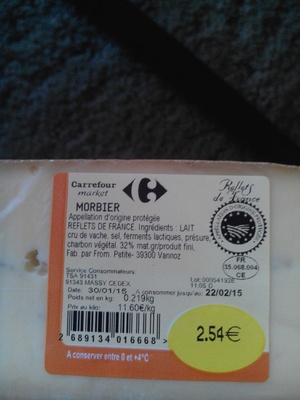 Carrefour
market
Reflets
de France
MORBIER
Appellation d'origine protégée
REFLETS DE FRANCE. Ingrédients : LAIT
cru de vache, sel, ferments lactiques, présure,
charbon végétal. 32% mat.gr/produit fini,
Fab. par From. Petite- 39300 Vannoz
FR
35.068.004
CE
Service Consommateurs:
TSA 91431
91343 MASSY CEDEX
Date: 30/01/15
A consommer jusqu'au: 22/02/15
Poids net en kg: 0.219kg
Prix au kilo: 11.60€/kg
2.54€
2 689134 016668
A conserver entre 0 et +4°C